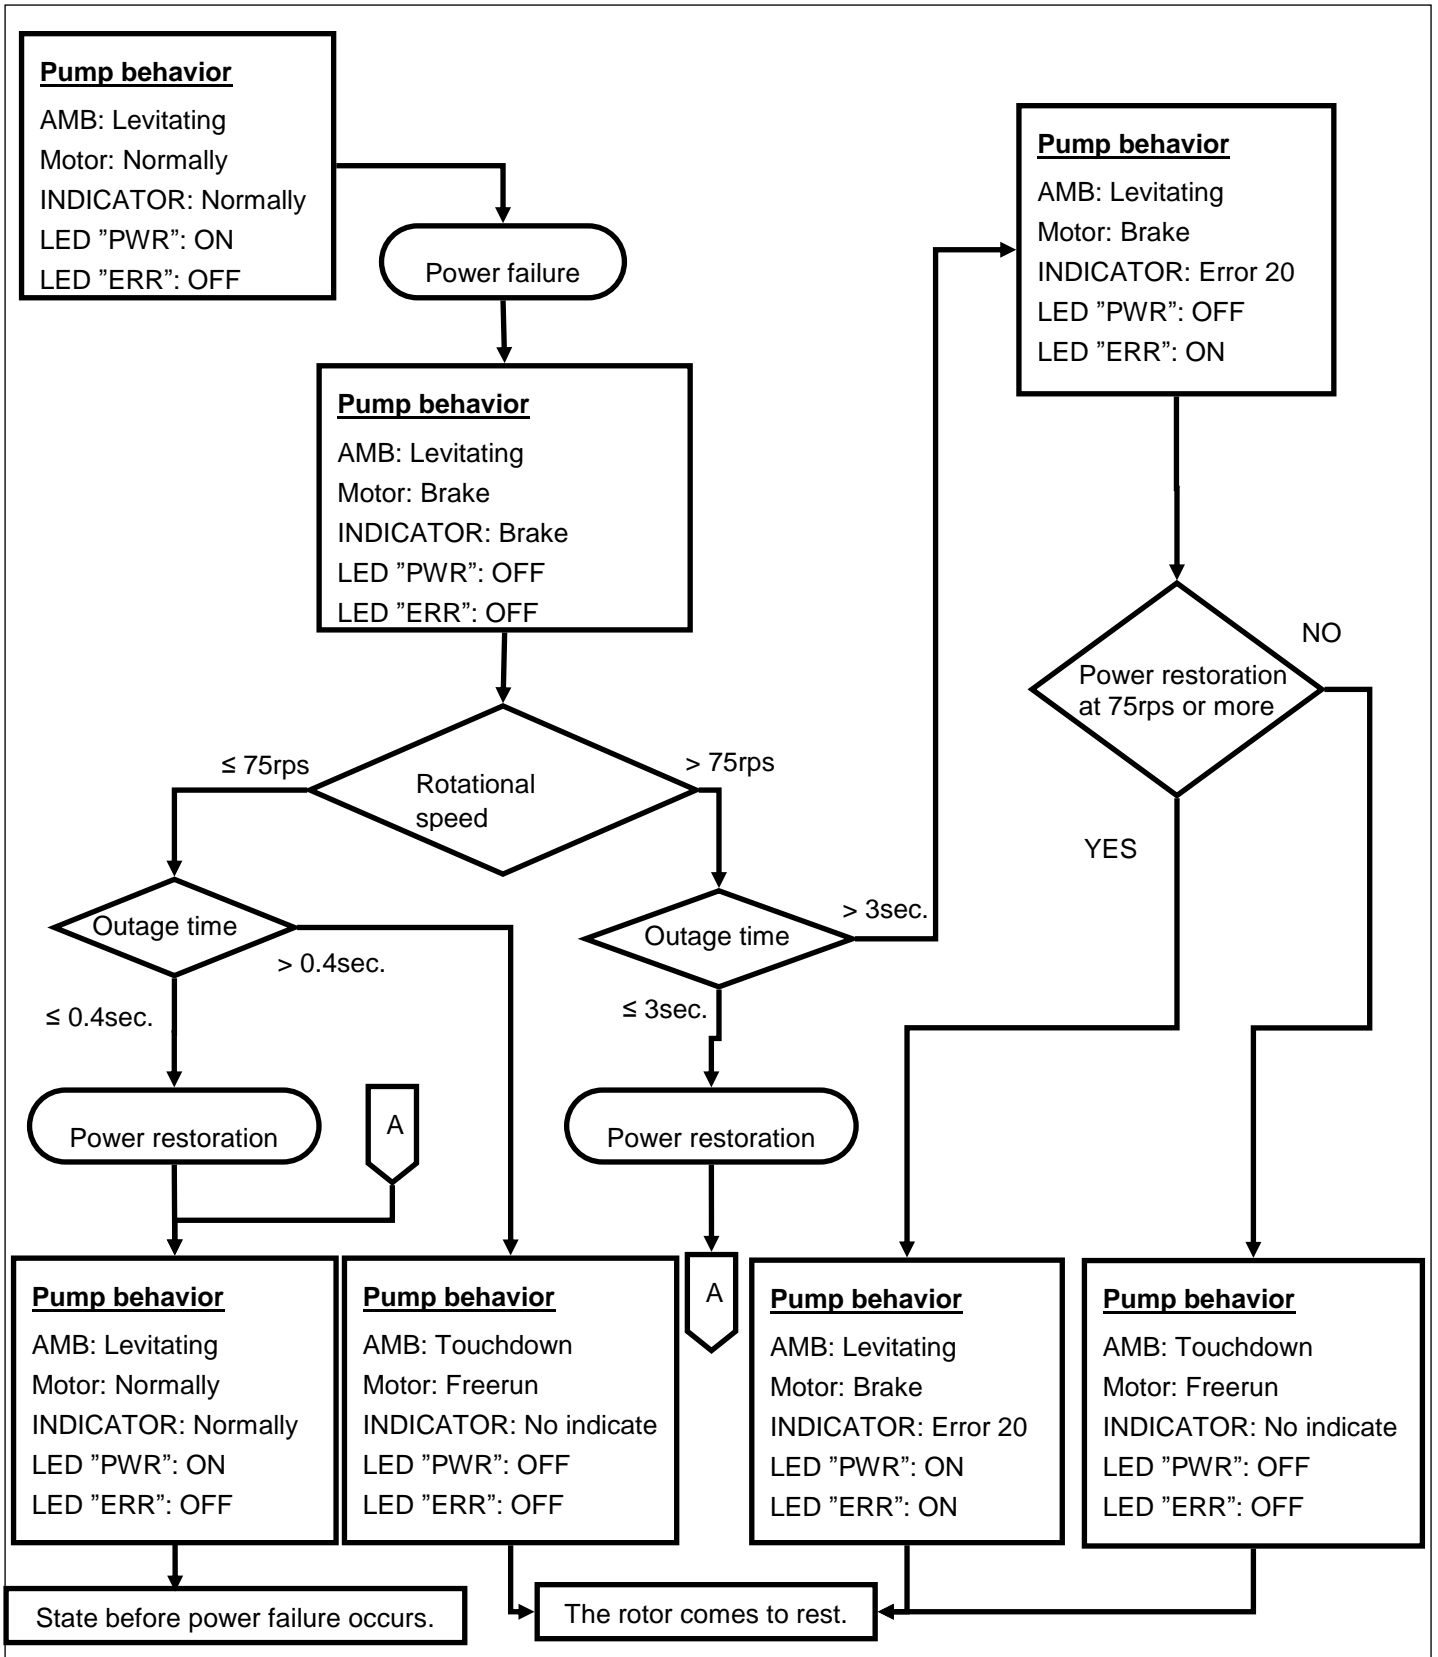 Pump behavior
AMB: Levitating
Motor: Normally
INDICATOR: Normally
LED ”PWR”: ON
LED ”ERR”: OFF
Power failure
Pump behavior
AMB: Levitating
Motor: Brake
INDICATOR: Brake
LED ”PWR”: OFF
LED ”ERR”: OFF
Rotational
speed
≤ 75rps
> 75rps
Outage time
> 0.4sec.
≤ 0.4sec.
Outage time
> 3sec.
≤ 3sec.
Pump behavior
AMB: Levitating
Motor: Brake
INDICATOR: Error 20
LED ”PWR”: OFF
LED ”ERR”: ON
Power restoration
at 75rps or more
NO
YES
Power restoration
A
Power restoration
A
Pump behavior
AMB: Levitating
Motor: Normally
INDICATOR: Normally
LED ”PWR”: ON
LED ”ERR”: OFF
Pump behavior
AMB: Touchdown
Motor: Freerun
INDICATOR: No indicate
LED ”PWR”: OFF
LED ”ERR”: OFF
Pump behavior
AMB: Levitating
Motor: Brake
INDICATOR: Error 20
LED ”PWR”: ON
LED ”ERR”: ON
Pump behavior
AMB: Touchdown
Motor: Freerun
INDICATOR: No indicate
LED ”PWR”: OFF
LED ”ERR”: OFF
State before power failure occurs.
The rotor comes to rest.